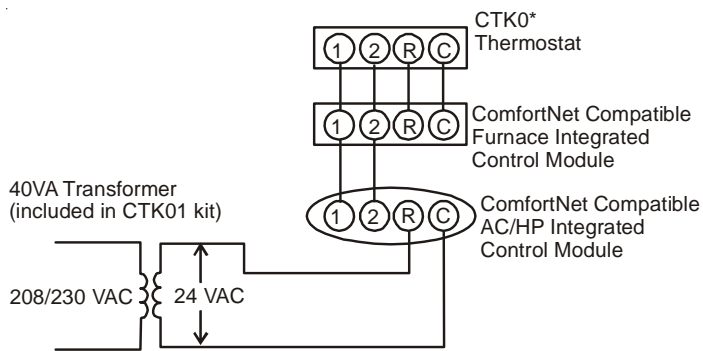 CTK0*
Thermostat
1 2 R C
1 2 R C
ComfortNet Compatible
Furnace Integrated
Control Module
40VA Transformer
(included in CTK01 kit)
1 2 R C
ComfortNet Compatible
AC/HP Integrated
Control Module
208/230 VAC
24 VAC